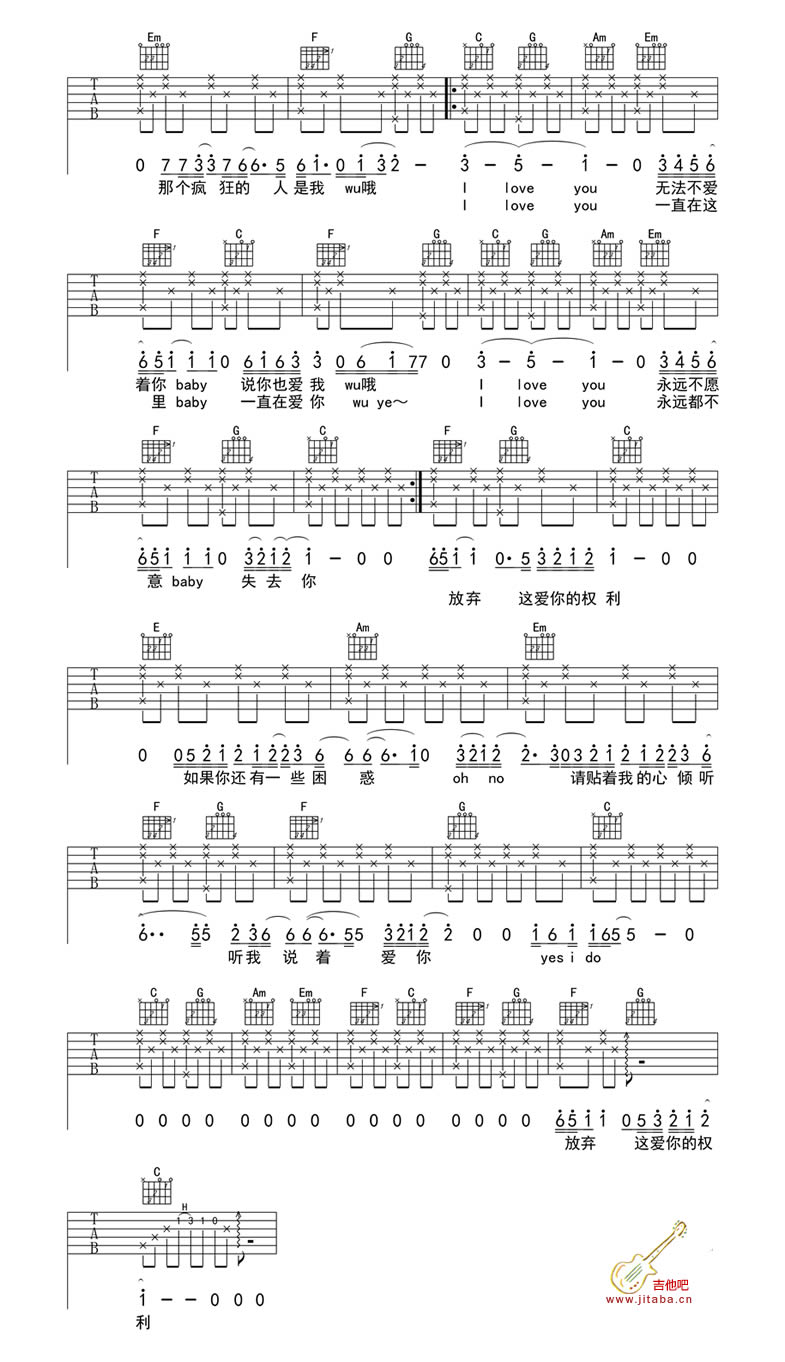 Em F G C G Am Em
T
A
B
0 7 7 3 3 7 6 6· 5 6 1· 0 1 3 2 - 3 - 5 - 1 - 0 3 4 5 6
那个疯 狂的 人 是我 wu哦 I love you 无法不爱
I love you 一直在这
F C F G C G Am Em
T
A
B
6 5 1 1 1 0 6 1 6 3 3 0 6 1 7 7 0 3 - 5 - 1 - 0 3 4 5 6
着你 baby 说你也爱 我 wu哦 I love you 永远不愿
里 baby 一直在爱 你 wu ye～ I love you 永远都不
F G C F G C
T
A
B
6 5 1 1 1 0 3 2 1 2 1 - 0 0 6 5 1 1 0· 5 3 2 1 2 1 - 0 0
意 baby 失 去 你
放弃 这爱你的权 利
E Am Em
T
A
B
0 0 5 2 1 2 1 2 2 3 6 6 6 6· 1 0 3 2 1 2 2 2· 3 0 3 2 1 2 1 2 2 3 6
如果你还有一 些 困 惑 oh no 请贴着我的心 倾听
F G F G C
T
A
B
6·· 5 5 2 3 6 6 6 6 6· 5 5 3 2 1 2 2 2 0 0 1 6 1 1 6 5 5 - 0
听我 说 着 爱 你 yes i do
C G Am Em F C F G F G
T
A
B
0 0 0 0 0 0 0 0 0 0 0 0 0 0 0 0 6 5 1 1 0 5 3 2 1 2
放弃 这爱你的权
C
H
T
A
B
1 3 1 0
1 - - 0 0 0
利
吉他吧
www.jitaba.cn